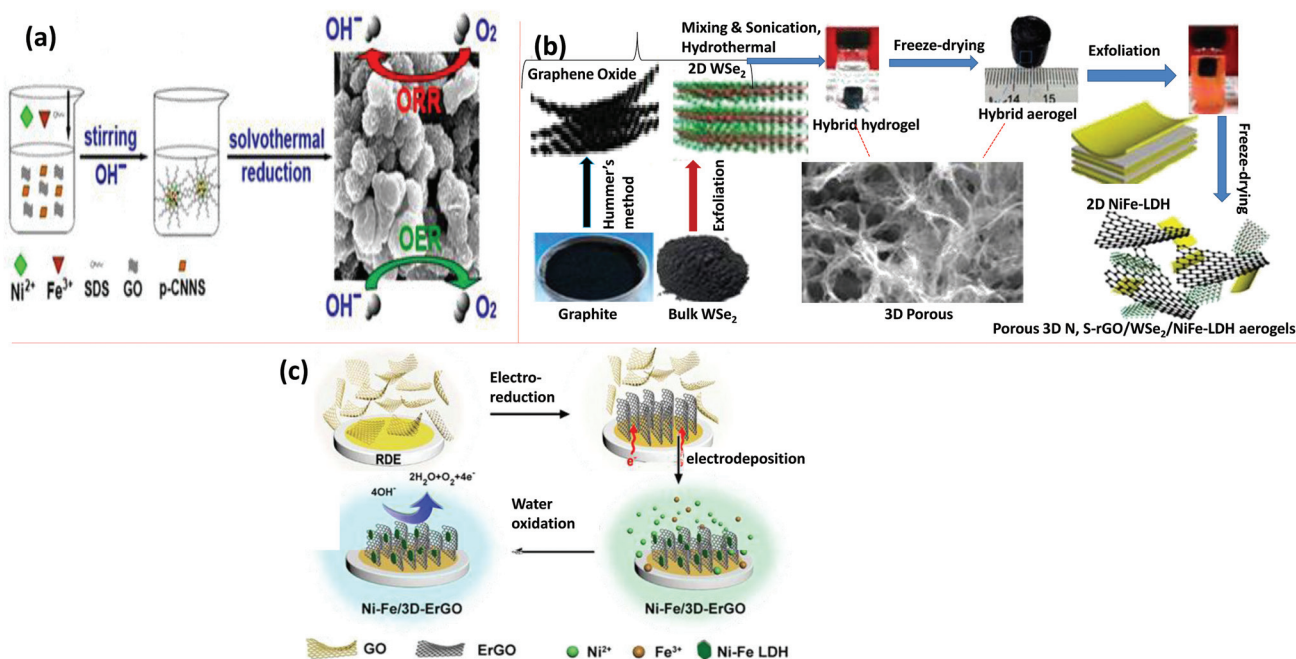 (a)
OH⁻
O₂
ORR
stirring
OH⁻
solvothermal
reduction
OER
OH⁻
O₂
Ni²⁺
Fe³⁺
SDS
GO
p-CNNS
(b)
Mixing & Sonication,
Hydrothermal
2D WSe₂
Graphene Oxide
Freeze-drying
Exfoliation
Hybrid hydrogel
14
15
Hybrid aerogel
Hummer's
method
Exfoliation
Freeze-drying
2D NiFe-LDH
Graphite
Bulk WSe₂
3D Porous
Porous 3D N, S-rGO/WSe₂/NiFe-LDH aerogels
(c)
Electro-
reduction
RDE
e⁻
electrodeposition
2H₂O+O₂+4e⁻
4OH⁻
Water
oxidation
Ni-Fe/3D-ErGO
Ni-Fe/3D-ErGO
GO
ErGO
Ni²⁺
Fe³⁺
Ni-Fe LDH